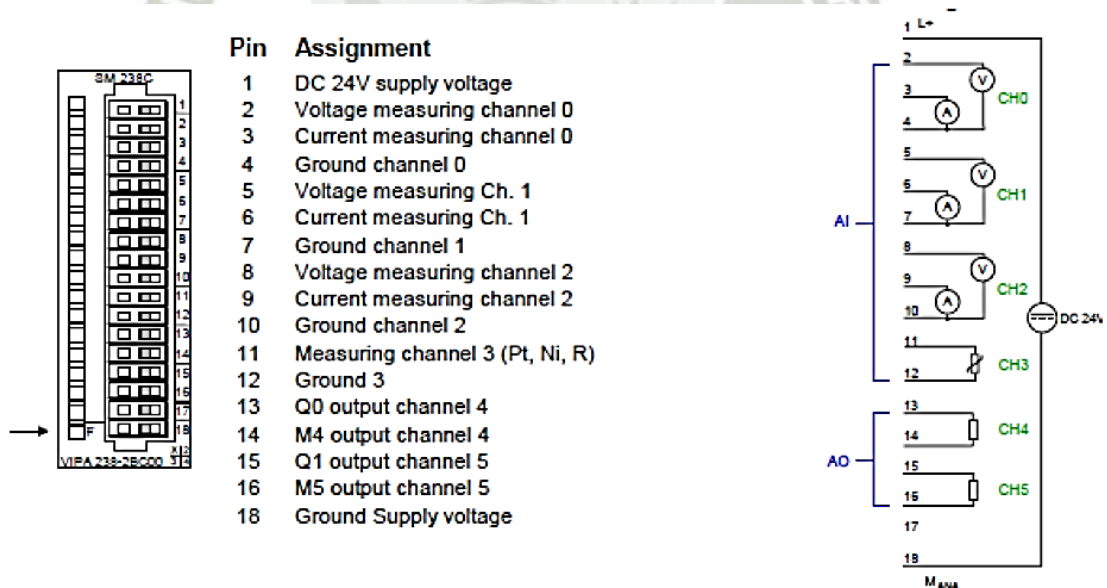 SM 238C
1
2
3
4
5
6
7
8
9
10
11
12
13
14
15
16
17
18
F
VIPA 238-2BC00
X 2
3 4
Pin Assignment
1 DC 24V supply voltage
2 Voltage measuring channel 0
3 Current measuring channel 0
4 Ground channel 0
5 Voltage measuring Ch. 1
6 Current measuring Ch. 1
7 Ground channel 1
8 Voltage measuring channel 2
9 Current measuring channel 2
10 Ground channel 2
11 Measuring channel 3 (Pt, Ni, R)
12 Ground 3
13 Q0 output channel 4
14 M4 output channel 4
15 Q1 output channel 5
16 M5 output channel 5
18 Ground Supply voltage
1 L+
2
V
3
CH0
A
4
5
V
6
CH1
A
7
AI
8
V
9
CH2
A
10
DC 24V
11
CH3
12
13
CH4
14
AO
15
CH5
16
17
18
M ANA